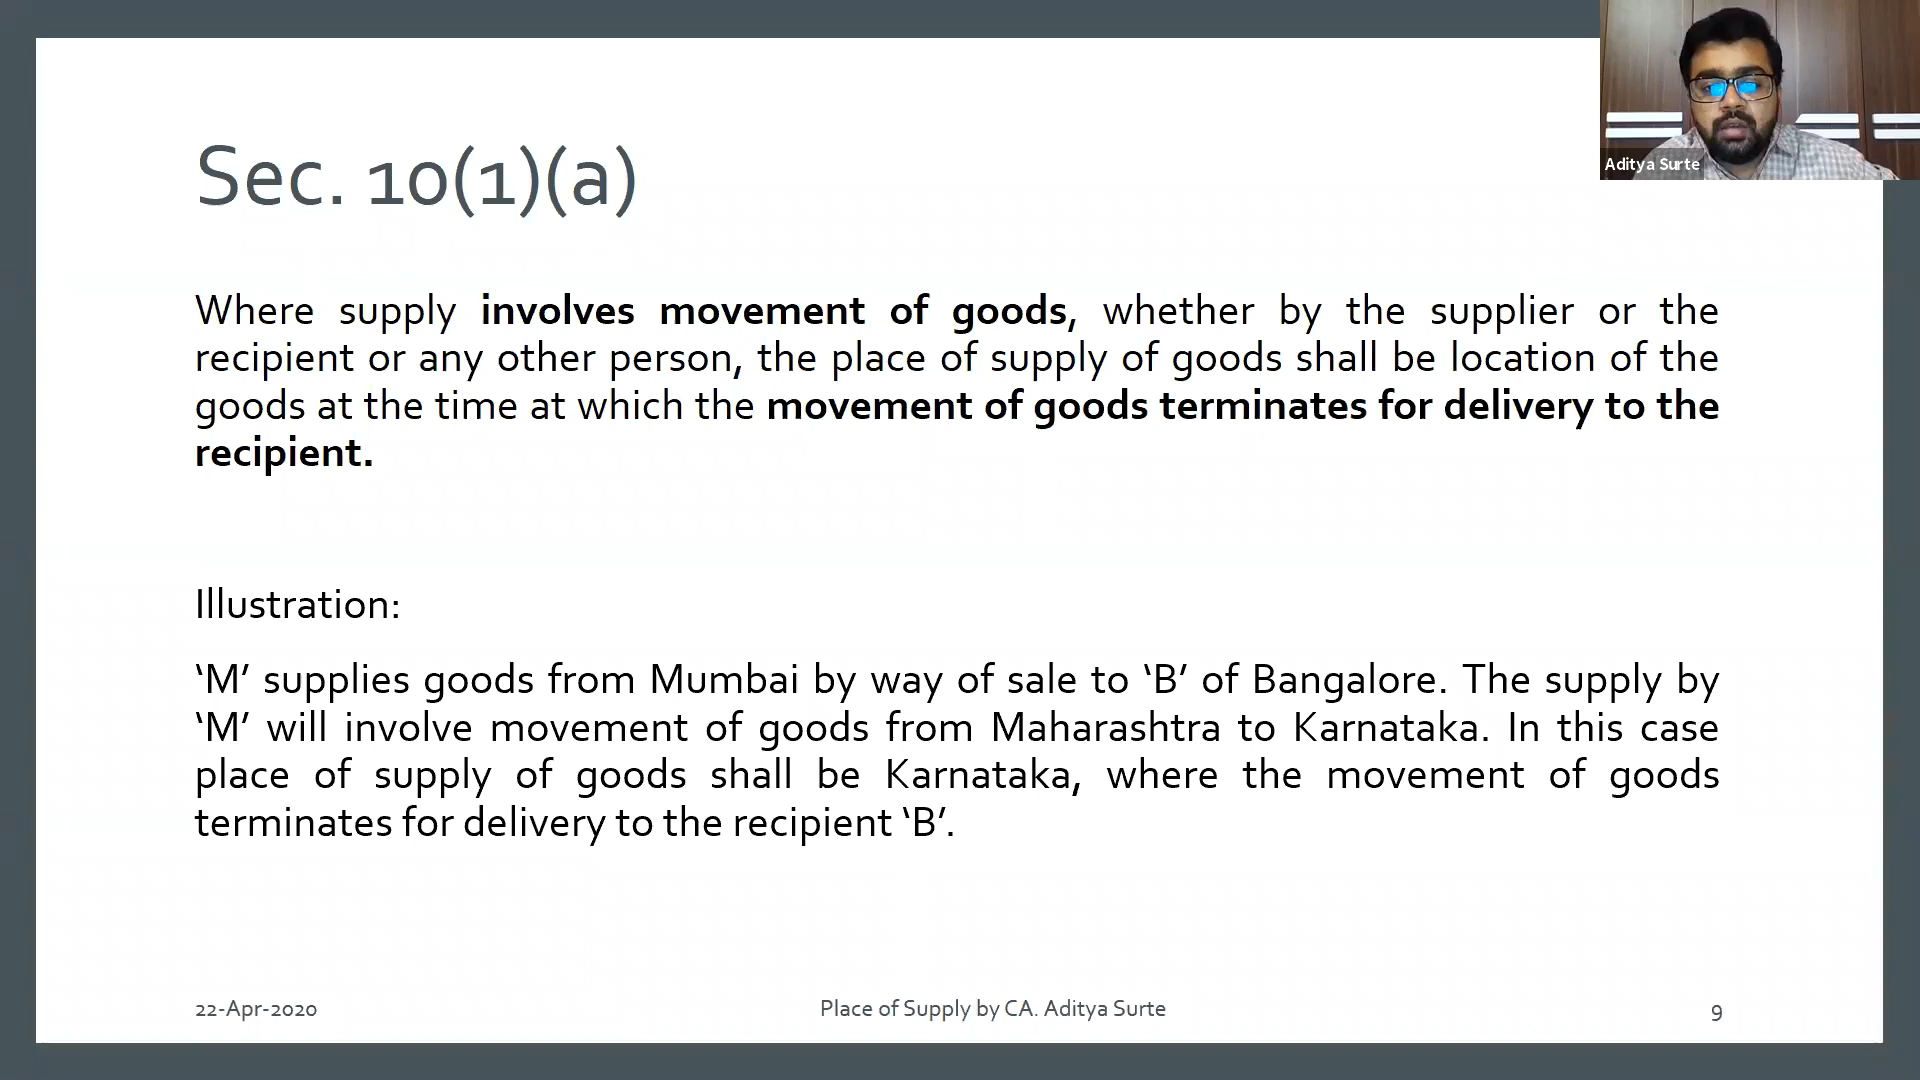 Sec. 10(1)(a)
Aditya Surte
Where supply involves movement of goods, whether by the supplier or the
recipient or any other person, the place of supply of goods shall be location of the
goods at the time at which the movement of goods terminates for delivery to the
recipient.
Illustration:
‘M’ supplies goods from Mumbai by way of sale to ‘B’ of Bangalore. The supply by
‘M’ will involve movement of goods from Maharashtra to Karnataka. In this case
place of supply of goods shall be Karnataka, where the movement of goods
terminates for delivery to the recipient ‘B’.
22-Apr-2020
Place of Supply by CA. Aditya Surte
9